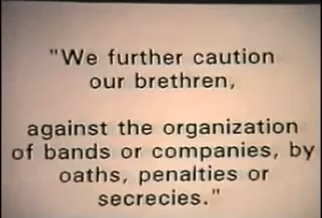 "We further caution
our brethren,
against the organization
of bands or companies, by
oaths, penalties or
secrecies."